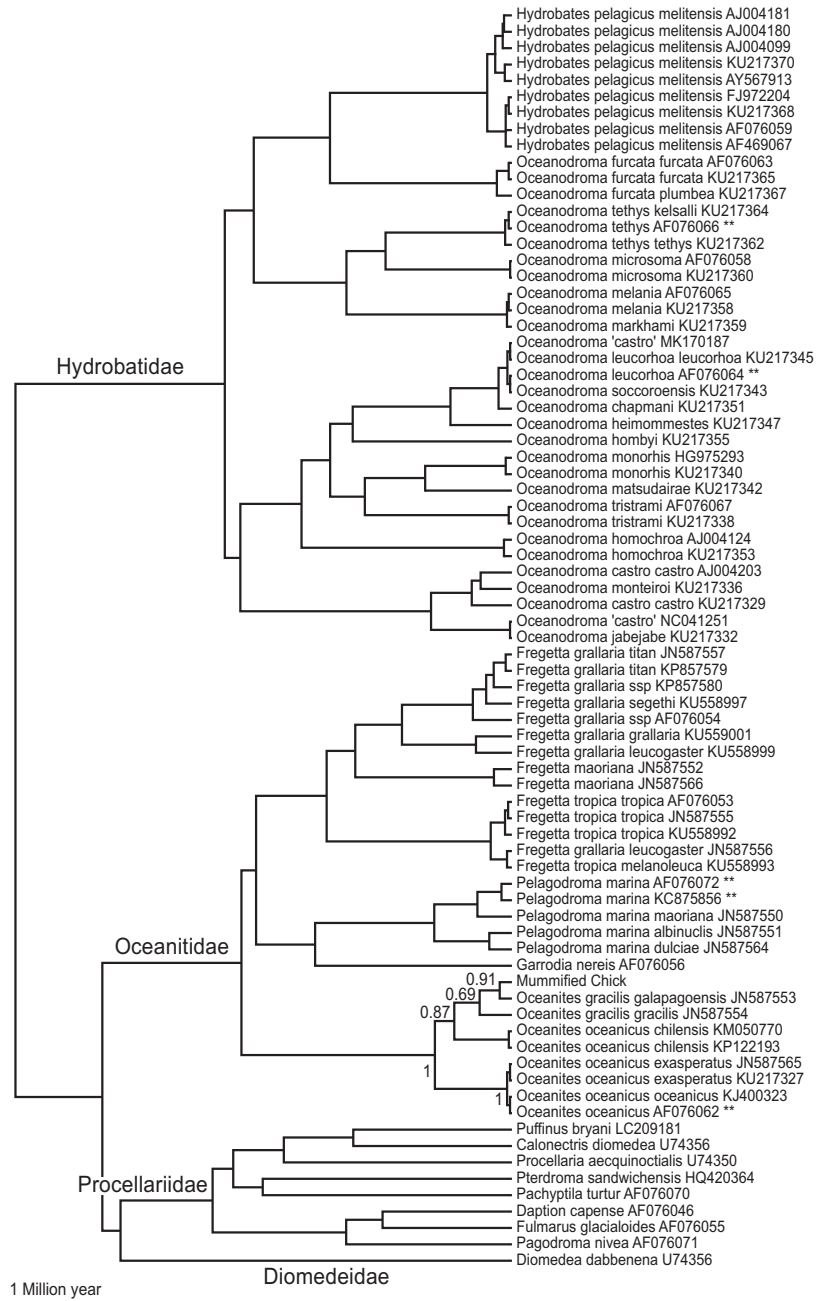 Hydrobates pelagicus melitensis AJ004181
Hydrobates pelagicus melitensis AJ004180
Hydrobates pelagicus melitensis AJ004099
Hydrobates pelagicus melitensis KU217370
Hydrobates pelagicus melitensis AY567913
Hydrobates pelagicus melitensis FJ972204
Hydrobates pelagicus melitensis KU217368
Hydrobates pelagicus melitensis AF076059
Hydrobates pelagicus melitensis AF469067
Oceanodroma furcata furcata AF076063
Oceanodroma furcata furcata KU217365
Oceanodroma furcata plumbea KU217367
Oceanodroma tethys kelsalli KU217364
Oceanodroma tethys AF076066 **
Oceanodroma tethys tethys KU217362
Oceanodroma microsoma AF076058
Oceanodroma microsoma KU217360
Oceanodroma melania AF076065
Oceanodroma melania KU217358
Oceanodroma markhami KU217359
Oceanodroma 'castro' MK170187
Oceanodroma leucorhoa leucorhoa KU217345
Hydrobatidae
Oceanodroma leucorhoa AF076064 **
Oceanodroma soccoroensis KU217343
Oceanodroma chapmani KU217351
Oceanodroma heimommestes KU217347
Oceanodroma hombyi KU217355
Oceanodroma monorhis HG975293
Oceanodroma monorhis KU217340
Oceanodroma matsudairae KU217342
Oceanodroma tristrami AF076067
Oceanodroma tristrami KU217338
Oceanodroma homochroa AJ004124
Oceanodroma homochroa KU217353
Oceanodroma castro castro AJ004203
Oceanodroma monteiroi KU217336
Oceanodroma castro castro KU217329
Oceanodroma 'castro' NC041251
Oceanodroma jabejabe KU217332
Fregetta grallaria titan JN587557
Fregetta grallaria titan KP857579
Fregetta grallaria ssp KP857580
Fregetta grallaria segethi KU558997
Fregetta grallaria ssp AF076054
Fregetta grallaria grallaria KU559001
Fregetta grallaria leucogaster KU558999
Fregetta maoriana JN587552
Fregetta maoriana JN587566
Fregetta tropica tropica AF076053
Fregetta tropica tropica JN587555
Fregetta tropica tropica KU558992
Fregetta grallaria leucogaster JN587556
Fregetta tropica melanoleuca KU558993
Pelagodroma marina AF076072 **
Pelagodroma marina KC875856 **
Pelagodroma marina maoriana JN587550
Pelagodroma marina albinuclis JN587551
Oceanitidae
Pelagodroma marina dulciae JN587564
Garrodia nereis AF076056
0.91
Mummified Chick
0.69
Oceanites gracilis galapagoensis JN587553
0.87
Oceanites gracilis gracilis JN587554
Oceanites oceanicus chilensis KM050770
Oceanites oceanicus chilensis KP122193
Oceanites oceanicus exasperatus JN587565
1
Oceanites oceanicus exasperatus KU217327
Oceanites oceanicus oceanicus KJ400323
1
Oceanites oceanicus AF076062 **
Puffinus bryani LC209181
Calonectris diomedea U74356
Procellaria aecquinoctialis U74350
Pterdroma sandwichensis HQ420364
Procellariidae
Pachyptila turtur AF076070
Daption capense AF076046
Fulmarus glacialoides AF076055
Pagodroma nivea AF076071
Diomedea dabbenena U74356
Diomedeidae
1 Million year